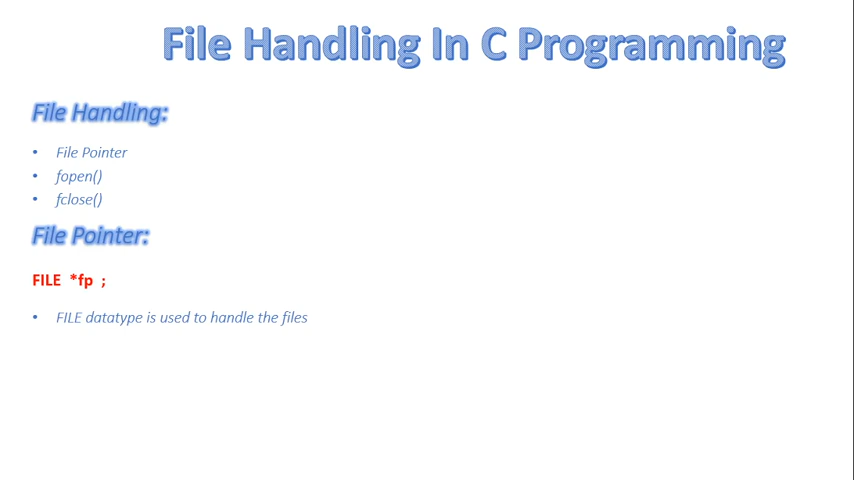 File Handling In C Programming
File Handling:
• File Pointer
• fopen()
• fclose()
File Pointer:
FILE *fp ;
• FILE datatype is used to handle the files